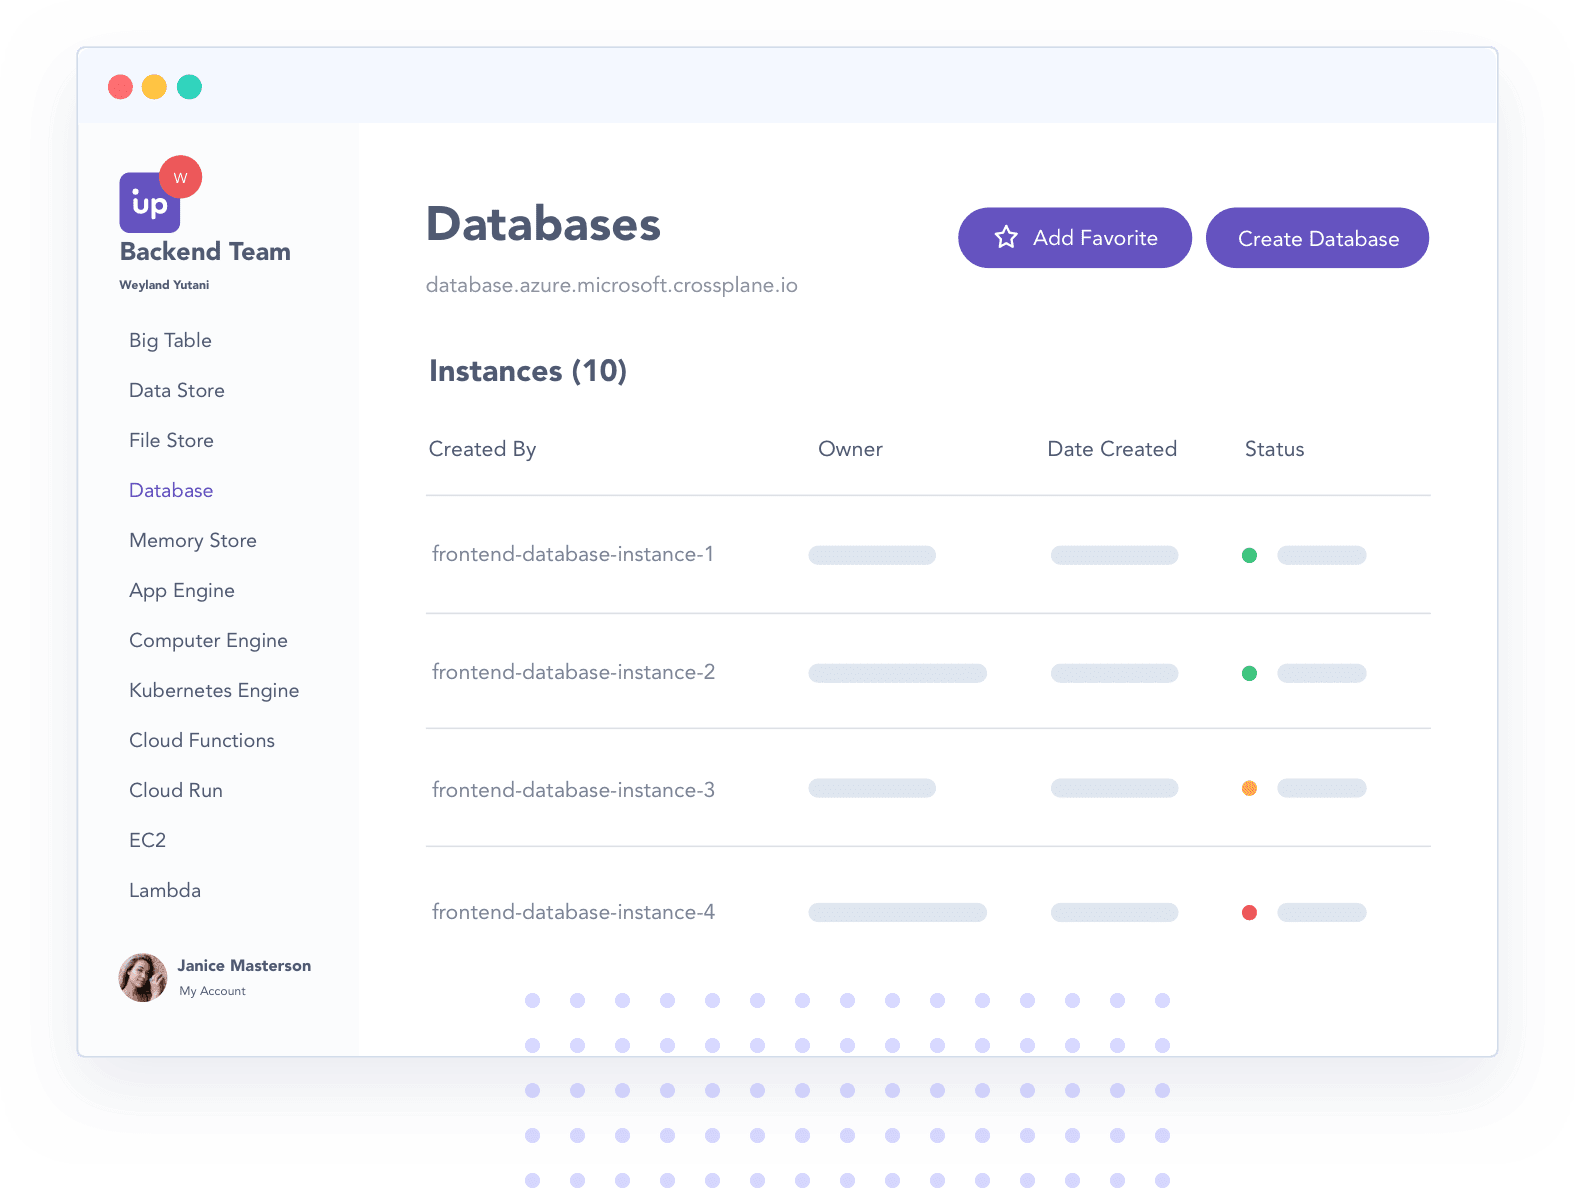 W
up
Backend Team
Weyland Yutani
Big Table
Data Store
File Store
Database
Memory Store
App Engine
Computer Engine
Kubernetes Engine
Cloud Functions
Cloud Run
EC2
Lambda
Janice Masterson
My Account
Databases
database.azure.microsoft.crossplane.io
Add Favorite
Create Database
Instances (10)
Created By Owner Date Created Status
frontend-database-instance-1
frontend-database-instance-2
frontend-database-instance-3
frontend-database-instance-4